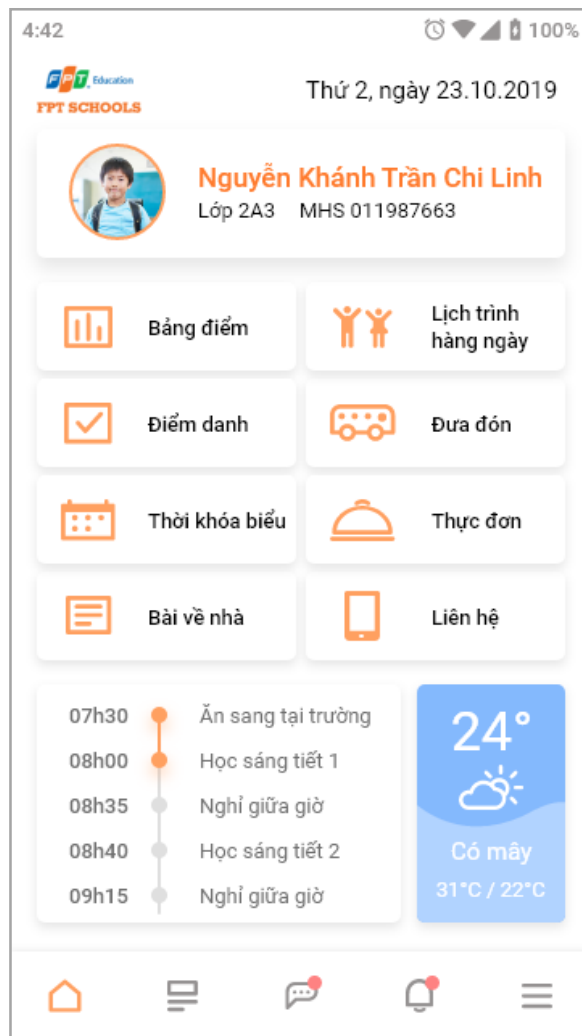 4:42
100%
FPT Education
FPT SCHOOLS
Thứ 2, ngày 23.10.2019
Nguyễn Khánh Trần Chi Linh
Lớp 2A3 MHS 011987663
Bảng điểm
Lịch trình
hàng ngày
Điểm danh
Đưa đón
Thời khóa biểu
Thực đơn
Bài về nhà
Liên hệ
07h30 Ăn sang tại trường
08h00 Học sáng tiết 1
08h35 Nghỉ giữa giờ
08h40 Học sáng tiết 2
09h15 Nghỉ giữa giờ
24°
Có mây
31°C / 22°C